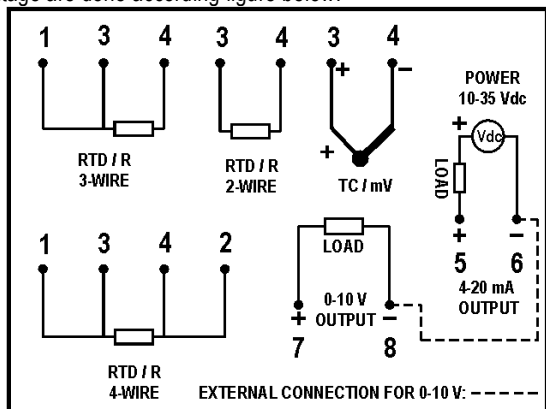 1 3 4
3 4
3 4
+ −
+
RTD / R
3-WIRE
RTD / R
2-WIRE
TC / mV
POWER
10-35 Vdc
+
Vdc
−
LOAD
+ −
5 6
4-20 mA
OUTPUT
1 3 4 2
RTD / R
4-WIRE
LOAD
0-10 V
+ OUTPUT −
7 8
EXTERNAL CONNECTION FOR 0-10 V: